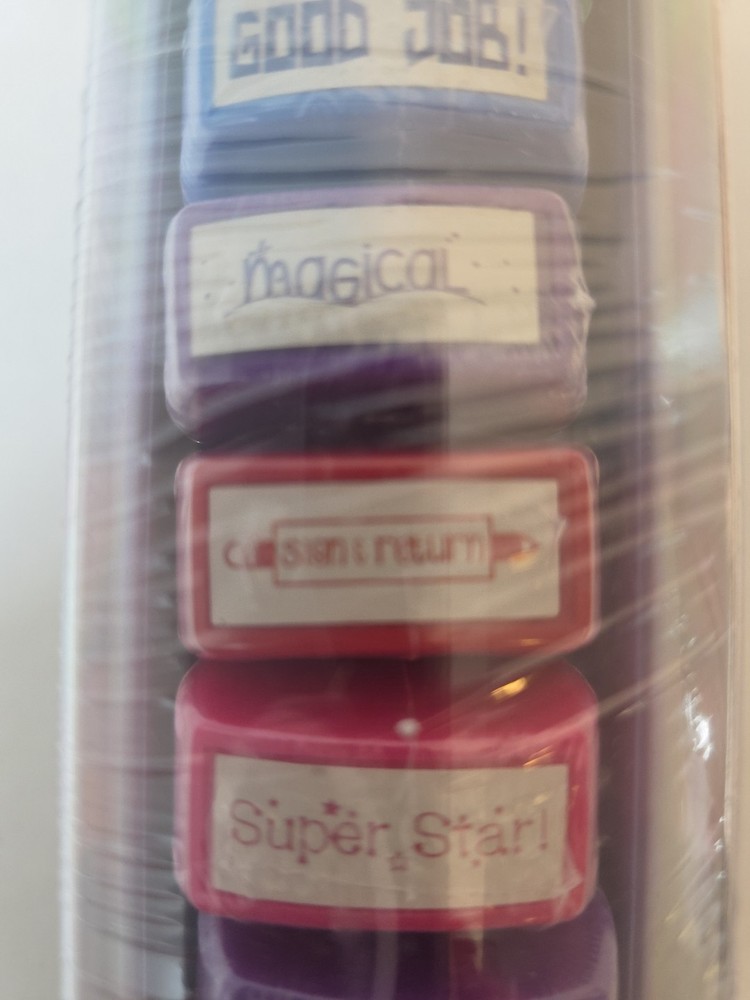 GOOD JOB!
magical
sign & return
Super Star!